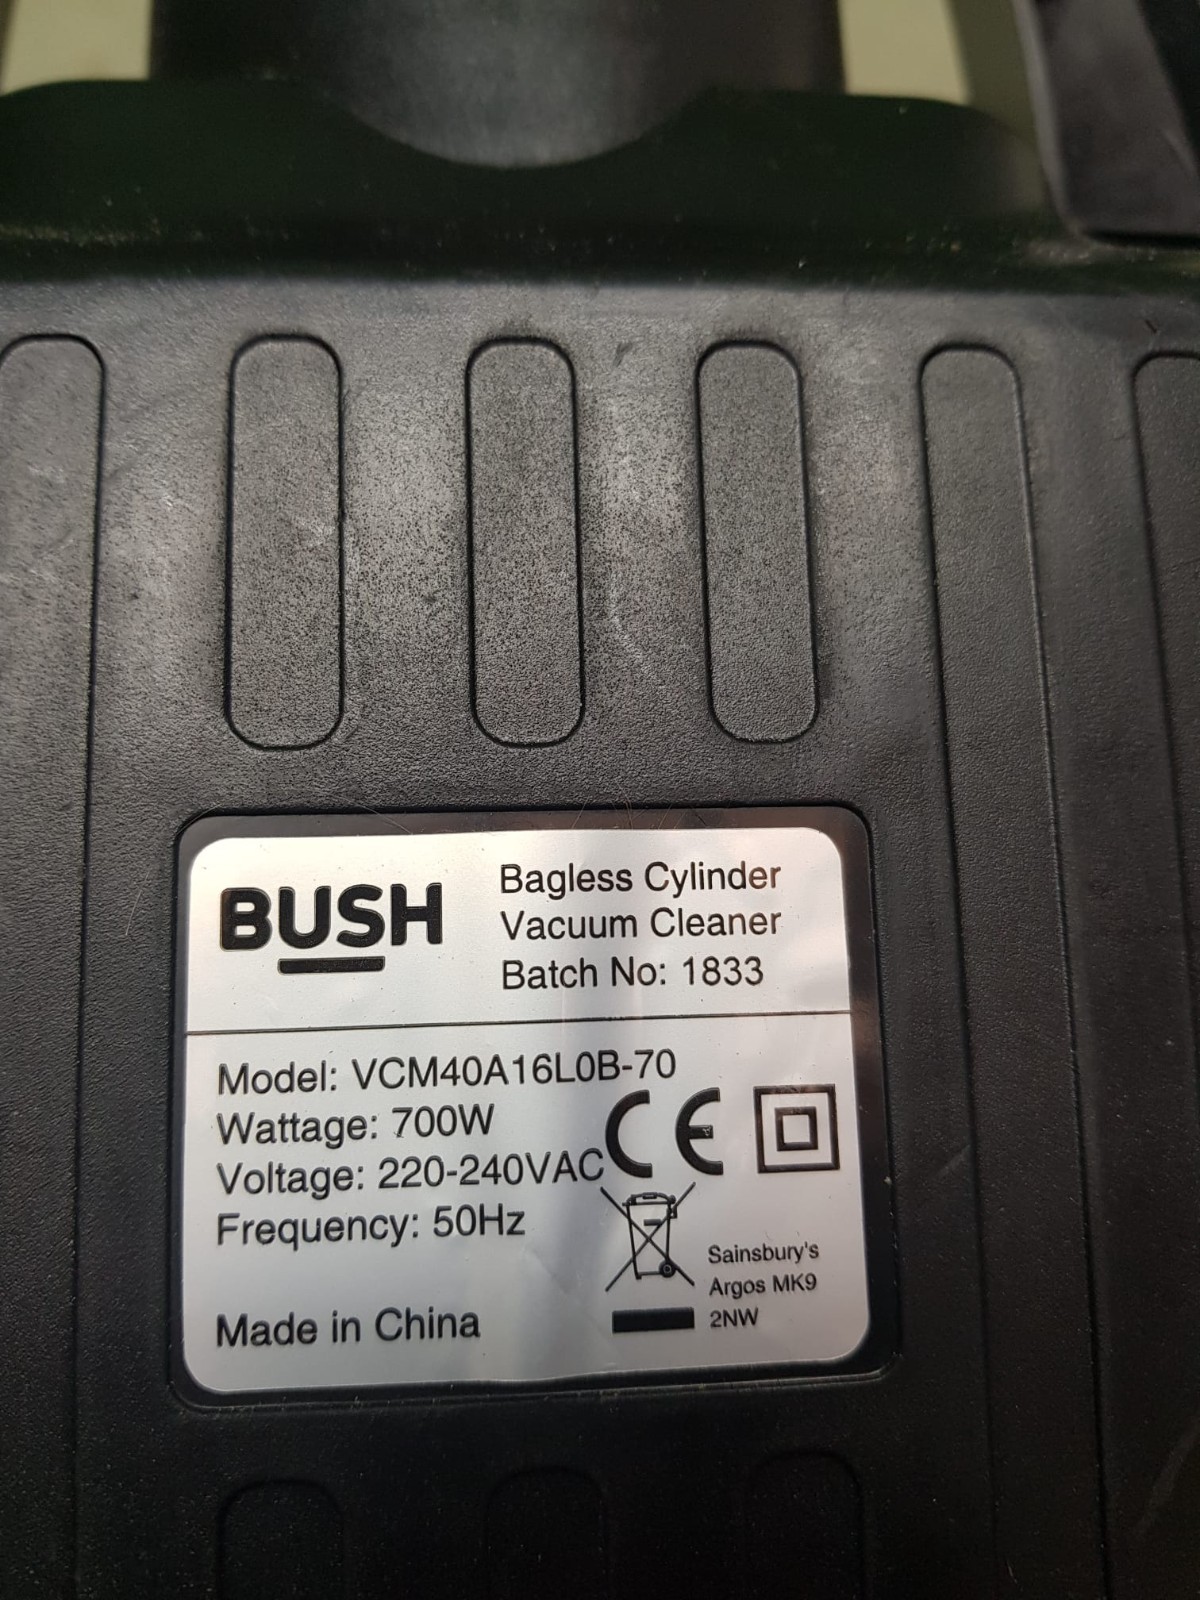 BUSH
Bagless Cylinder
Vacuum Cleaner
Batch No: 1833
Model: VCM40A16L0B-70
Wattage: 700W
Voltage: 220-240VAC
Frequency: 50Hz
CE
Made in China
Sainsbury's
Argos MK9
2NW